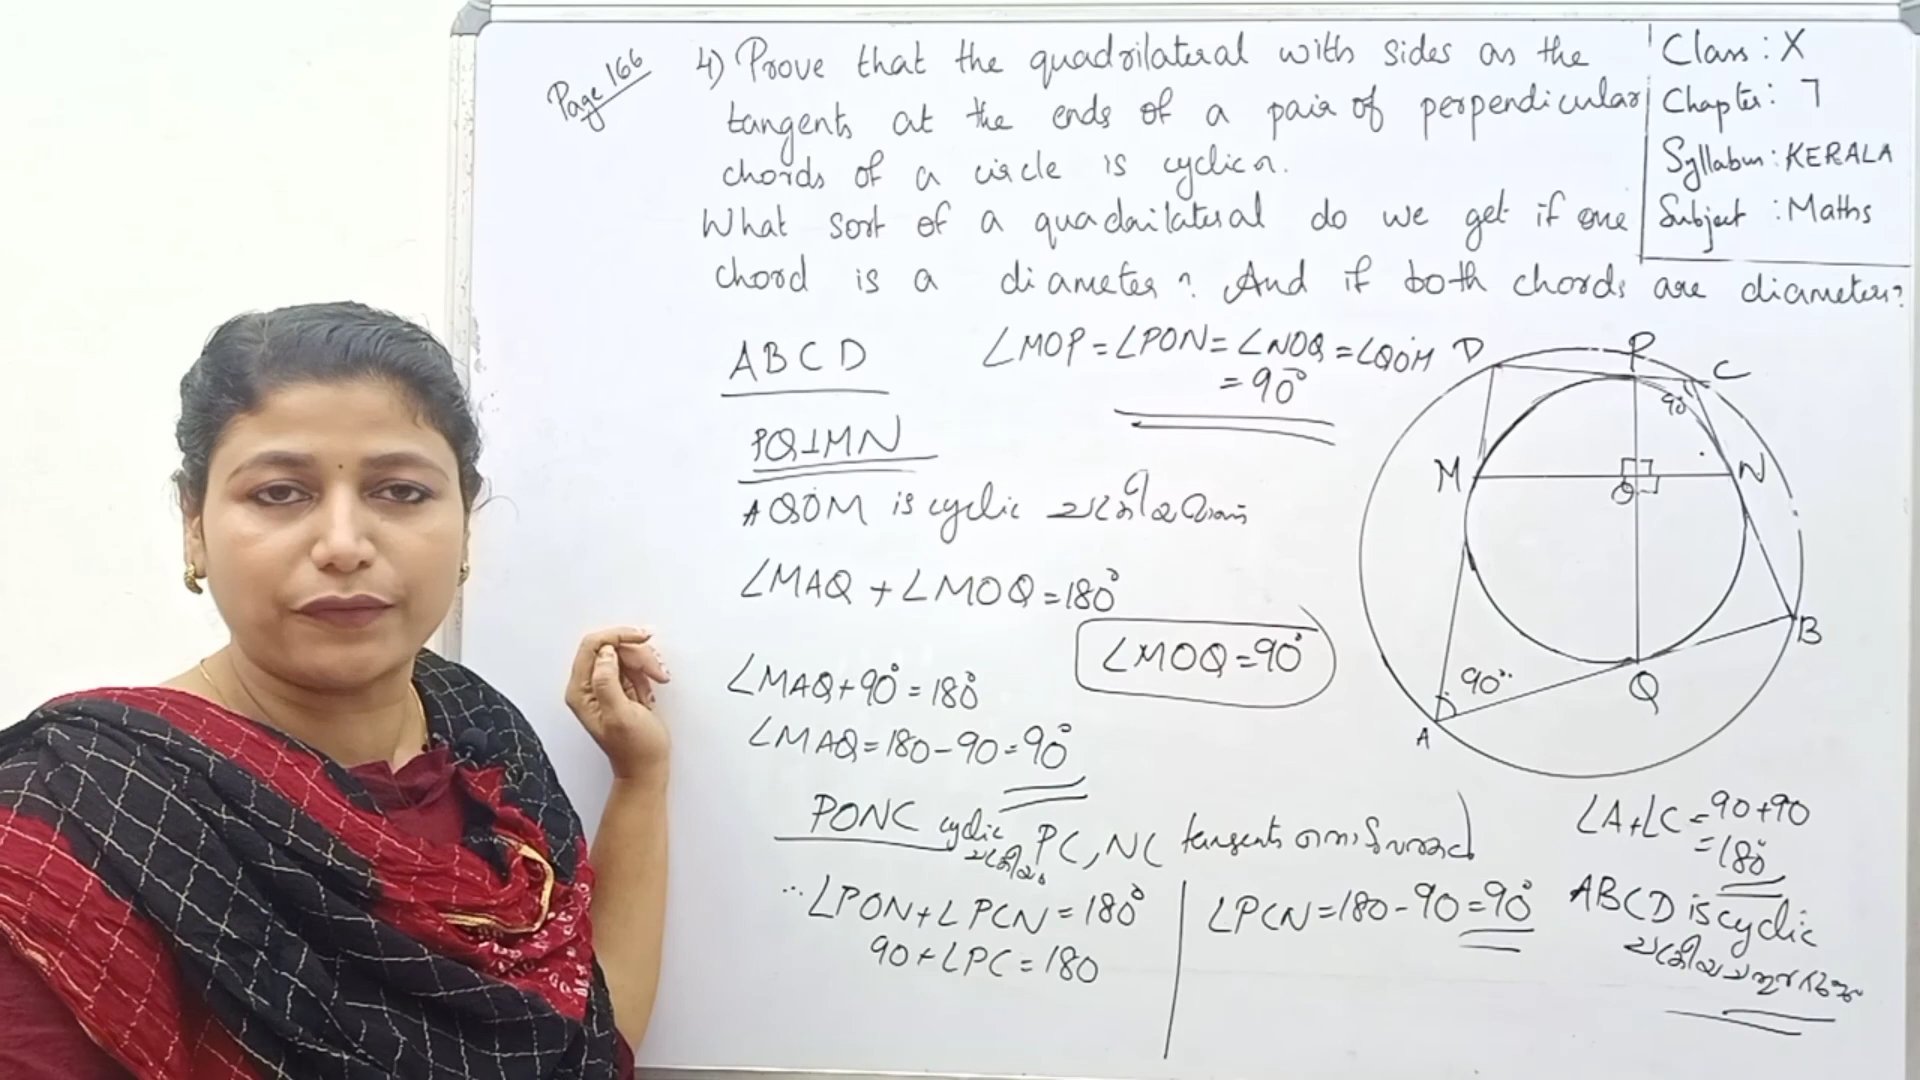 Page 166
4) Prove that the quadrilateral with sides as the
tangents at the ends of a pair of perpendicular
chords of a circle is cyclic.
What sort of a quadrilateral do we get if one
chord is a diameter? And if both chords are diameters?
Class : X
Chapter : 7
Syllabus : KERALA
Subject : Maths
ABCD
PQ⊥MN
∠MOP = ∠PON = ∠NOQ = ∠QOM
= 90°
AQOM is cyclic
∠MAQ + ∠MOQ = 180°
∠MOQ = 90°
∠MAQ + 90° = 180°
∠MAQ = 180 - 90 = 90°
PONC cyclic PC, NC tangents
∠PON + ∠PCN = 180°
90 + ∠PC = 180
∠PCN = 180 - 90 = 90°
D P C
90
M O N
B
90°
Q
A
∠A + ∠C = 90 + 90
= 180°
ABCD is cyclic